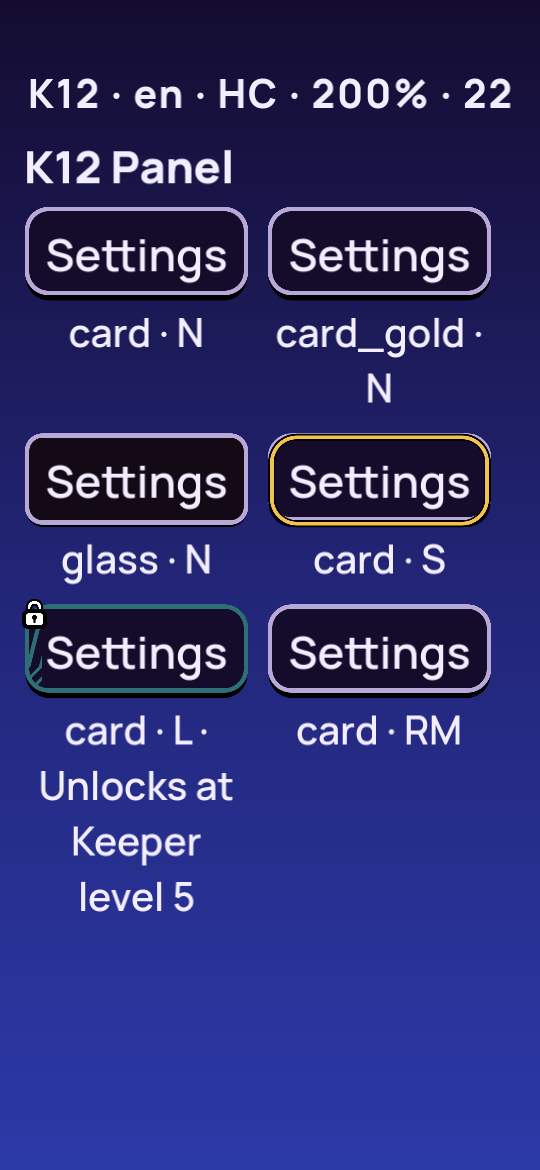 K12 · en · HC · 200% · 22
K12 Panel
Settings
Settings
card · N
card_gold ·
N
Settings
Settings
glass · N
card · S
Settings
Settings
card · L ·
Unlocks at
Keeper
level 5
card · RM